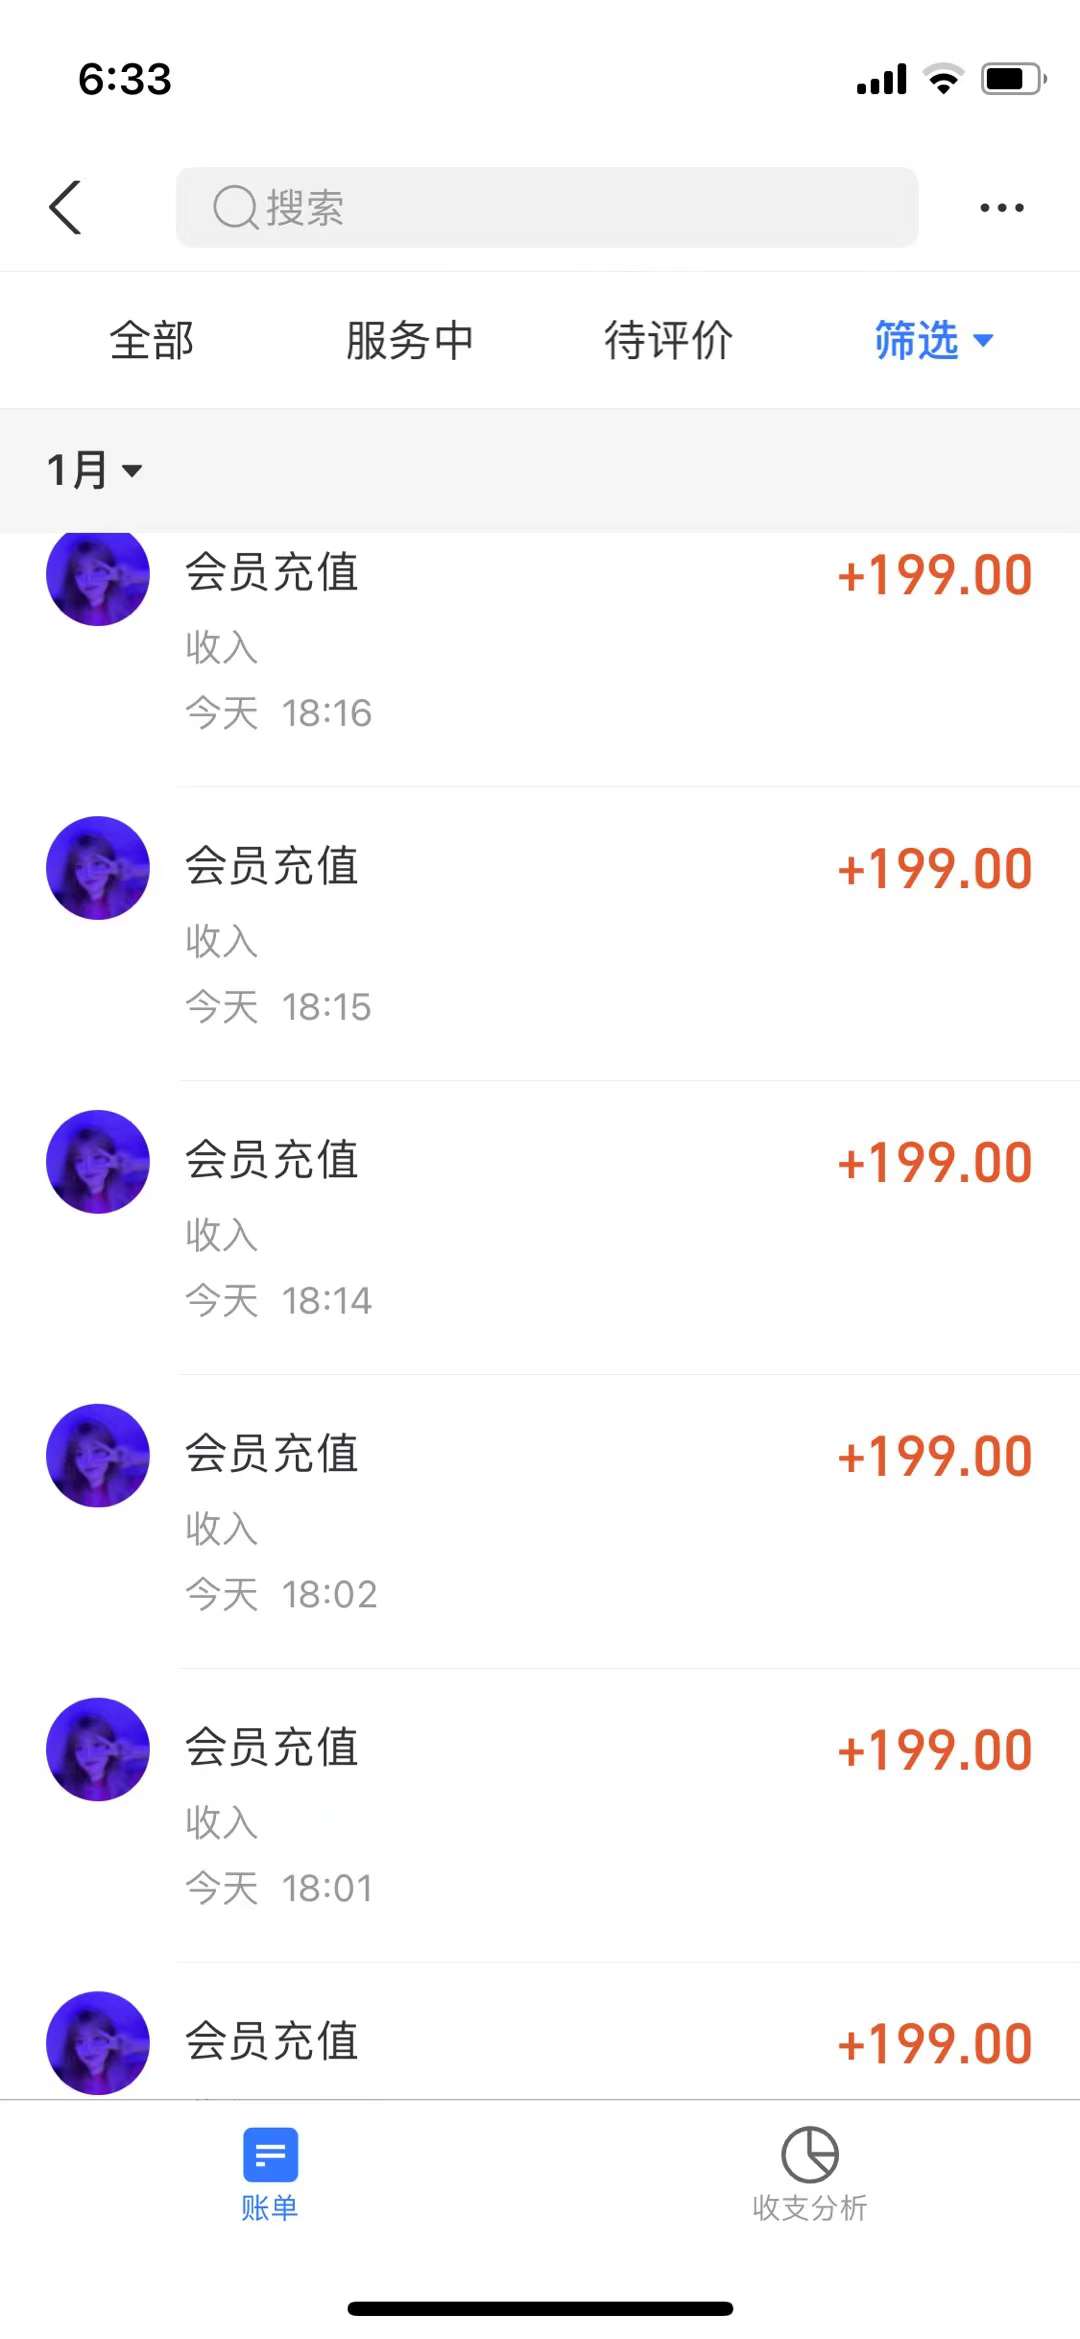 6:33
搜索
全部 服务中 待评价 筛选
1月
会员充值 +199.00
收入
今天 18:16
会员充值 +199.00
收入
今天 18:15
会员充值 +199.00
收入
今天 18:14
会员充值 +199.00
收入
今天 18:02
会员充值 +199.00
收入
今天 18:01
会员充值 +199.00
账单 收支分析